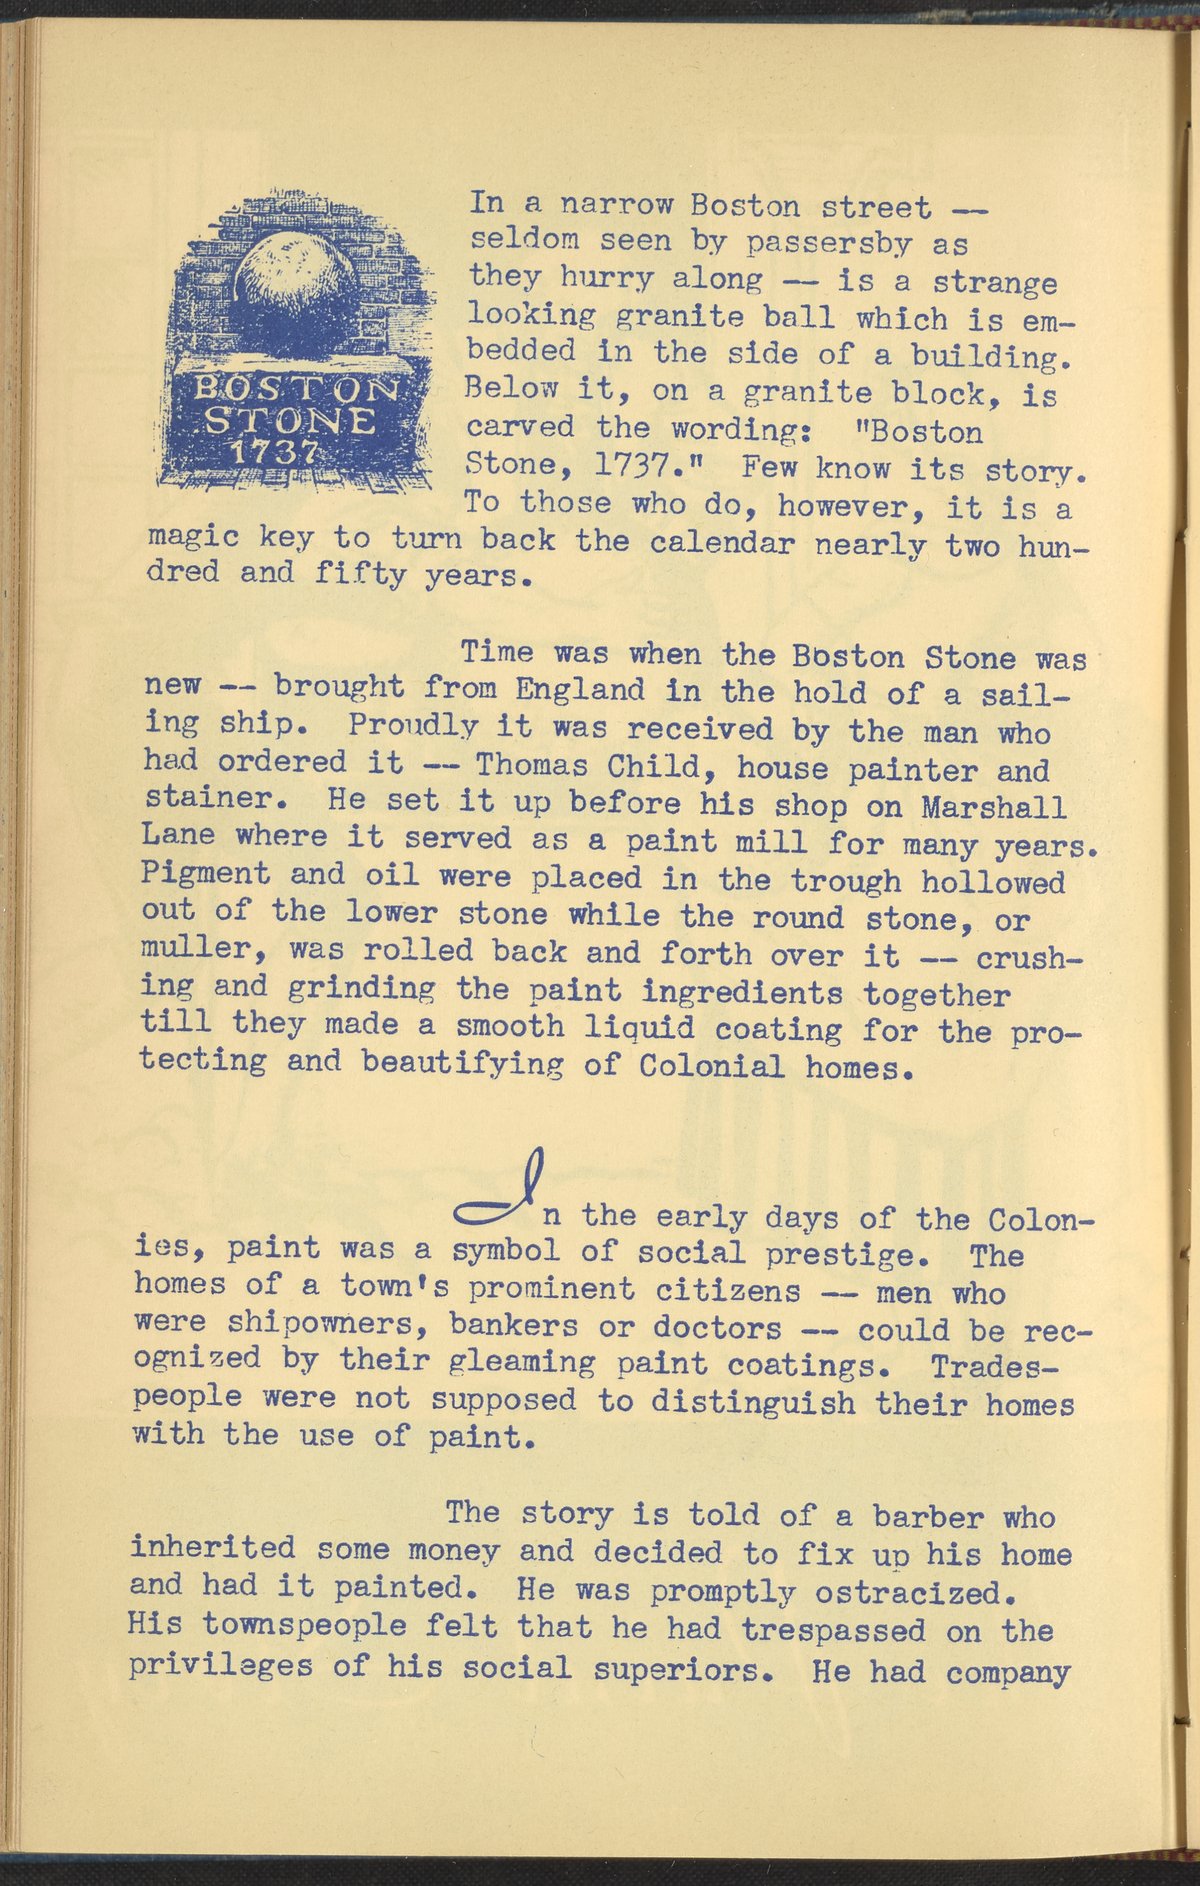 BOSTON
STONE
1737
In a narrow Boston street --
seldom seen by passersby as
they hurry along -- is a strange
looking granite ball which is em-
bedded in the side of a building.
Below it, on a granite block, is
carved the wording:  "Boston
Stone, 1737."  Few know its story.
To those who do, however, it is a
magic key to turn back the calendar nearly two hun-
dred and fifty years.
Time was when the Boston Stone was
new -- brought from England in the hold of a sail-
ing ship.  Proudly it was received by the man who
had ordered it -- Thomas Child, house painter and
stainer.  He set it up before his shop on Marshall
Lane where it served as a paint mill for many years.
Pigment and oil were placed in the trough hollowed
out of the lower stone while the round stone, or
muller, was rolled back and forth over it -- crush-
ing and grinding the paint ingredients together
till they made a smooth liquid coating for the pro-
tecting and beautifying of Colonial homes.
In the early days of the Colon-
ies, paint was a symbol of social prestige.  The
homes of a town's prominent citizens -- men who
were shipowners, bankers or doctors -- could be rec-
ognized by their gleaming paint coatings.  Trades-
people were not supposed to distinguish their homes
with the use of paint.
The story is told of a barber who
inherited some money and decided to fix up his home
and had it painted.  He was promptly ostracized.
His townspeople felt that he had trespassed on the
privileges of his social superiors.  He had company